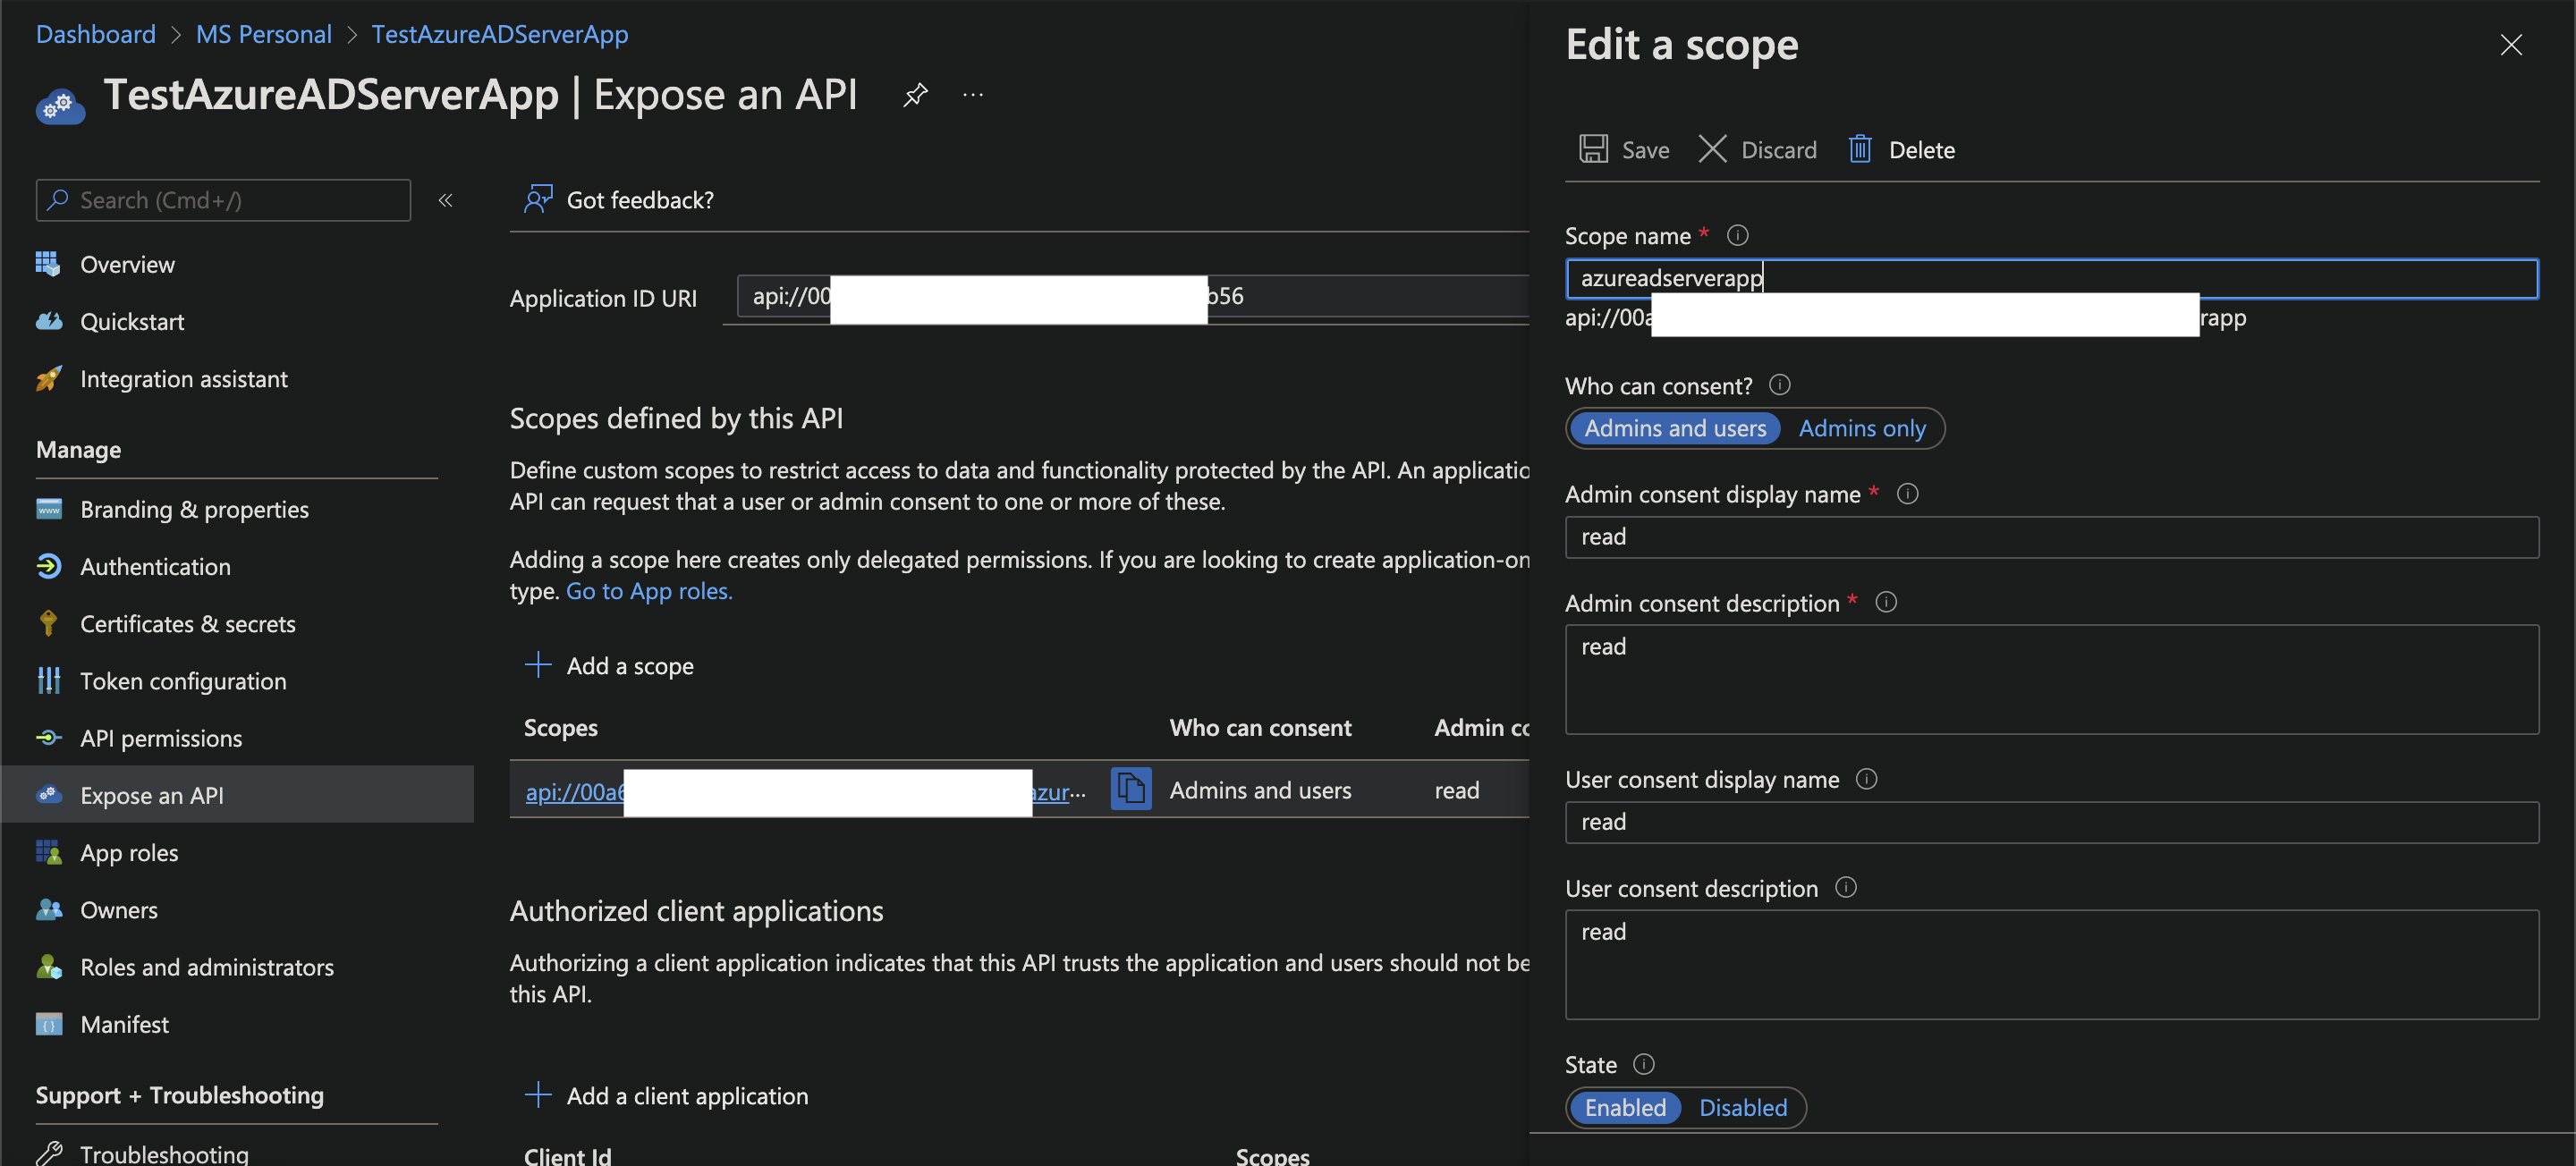 Dashboard > MS Personal > TestAzureADServerApp
TestAzureADServerApp | Expose an API
Search (Cmd+/)
Overview
Quickstart
Integration assistant
Manage
Branding & properties
Authentication
Certificates & secrets
Token configuration
API permissions
Expose an API
App roles
Owners
Roles and administrators
Manifest
Support + Troubleshooting
Troubleshooting
Got feedback?
Application ID URI
api://00
b56
Scopes defined by this API
Define custom scopes to restrict access to data and functionality protected by the API. An applicatio
API can request that a user or admin consent to one or more of these.
Adding a scope here creates only delegated permissions. If you are looking to create application-on
type. Go to App roles.
Add a scope
Scopes Who can consent Admin co
api://00a6 azur... Admins and users read
Authorized client applications
Authorizing a client application indicates that this API trusts the application and users should not be
this API.
Add a client application
Client Id Scopes
Edit a scope
Save Discard Delete
Scope name *
azureadserverapp
api://00a rapp
Who can consent?
Admins and users Admins only
Admin consent display name *
read
Admin consent description *
read
User consent display name
read
User consent description
read
State
Enabled Disabled